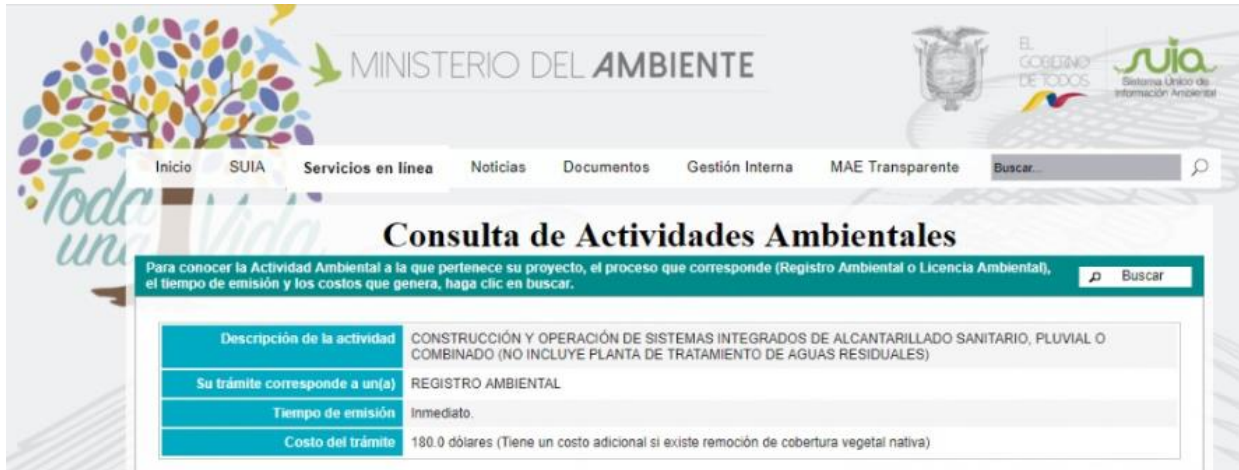 MINISTERIO DEL AMBIENTE
EL
GOBIERNO
DE TODOS
suia
Sistema Único de
Información Ambiental
Inicio SUIA Servicios en línea Noticias Documentos Gestión Interna MAE Transparente Buscar...
Toda
una Vida
Consulta de Actividades Ambientales
Para conocer la Actividad Ambiental a la que pertenece su proyecto, el proceso que corresponde (Registro Ambiental o Licencia Ambiental),
el tiempo de emisión y los costos que genera, haga clic en buscar.
Buscar
Descripción de la actividad CONSTRUCCIÓN Y OPERACIÓN DE SISTEMAS INTEGRADOS DE ALCANTARILLADO SANITARIO, PLUVIAL O
COMBINADO (NO INCLUYE PLANTA DE TRATAMIENTO DE AGUAS RESIDUALES)
Su trámite corresponde a un(a) REGISTRO AMBIENTAL
Tiempo de emisión Inmediato.
Costo del trámite 180.0 dólares (Tiene un costo adicional si existe remoción de cobertura vegetal nativa)